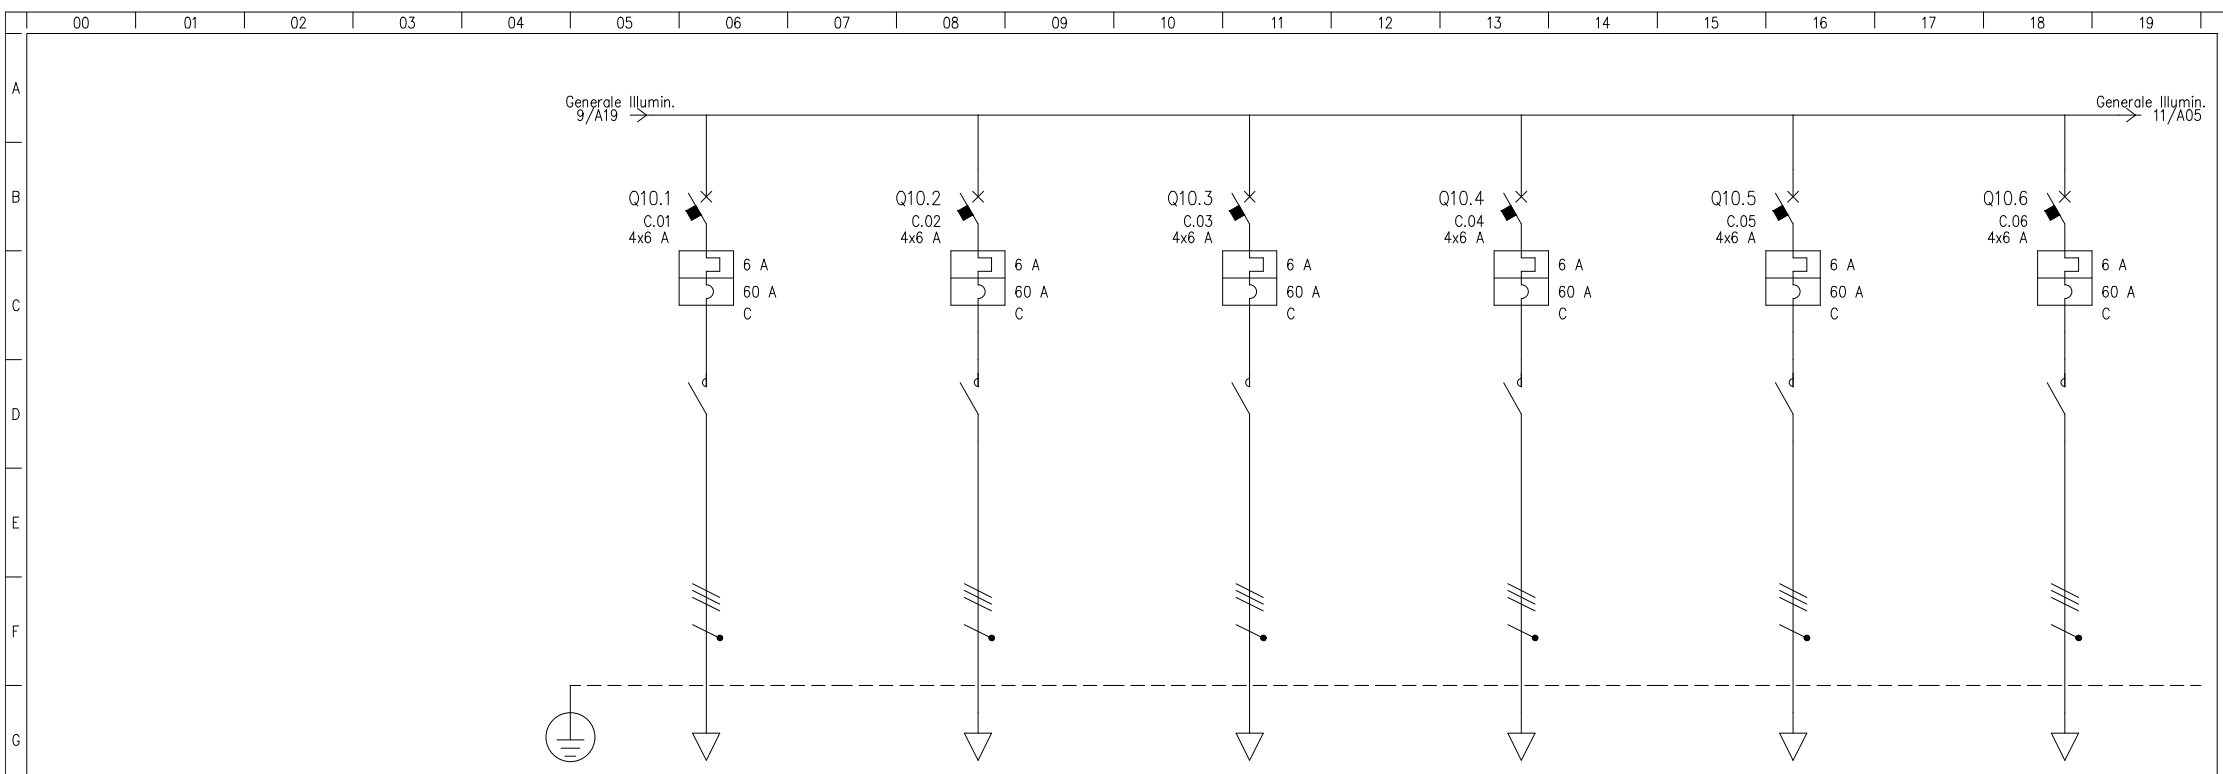 00 01 02 03 04 05 06 07 08 09 10 11 12 13 14 15 16 17 18 19
A
Generale Illumin. Generale Illumin.
9/A19 11/A05
B
Q10.1 Q10.2 Q10.3 Q10.4 Q10.5 Q10.6
C.01 C.02 C.03 C.04 C.05 C.06
4x6 A 4x6 A 4x6 A 4x6 A 4x6 A 4x6 A
6 A 6 A 6 A 6 A 6 A 6 A
60 A 60 A 60 A 60 A 60 A 60 A
C
C C C C C C
D
E
F
G